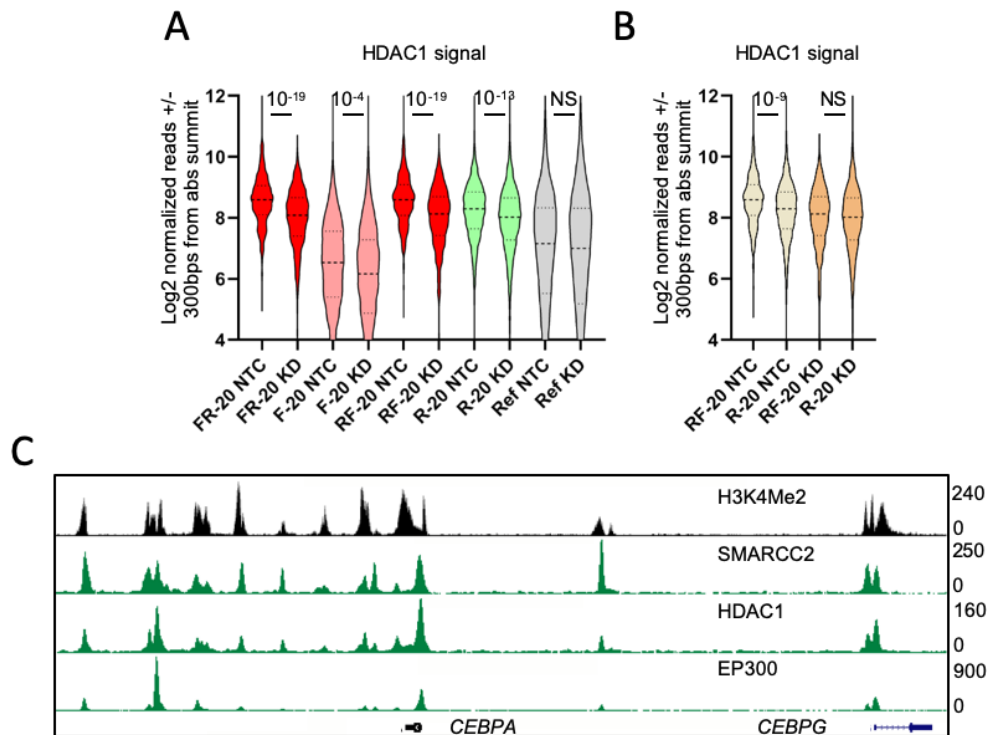 A
HDAC1 signal
Log2 normalized reads +/-
300bps from abs summit
12
10
8
6
4
10⁻¹⁹
10⁻⁴
10⁻¹⁹
10⁻¹³
NS
FR-20 NTC
FR-20 KD
F-20 NTC
F-20 KD
RF-20 NTC
RF-20 KD
R-20 NTC
R-20 KD
Ref NTC
Ref KD
B
HDAC1 signal
Log2 normalized reads +/-
300bps from abs summit
12
10
8
6
4
10⁻⁹
NS
RF-20 NTC
R-20 NTC
RF-20 KD
R-20 KD
C
H3K4Me2
240
0
SMARCC2
250
0
HDAC1
160
0
EP300
900
0
CEBPA
CEBPG